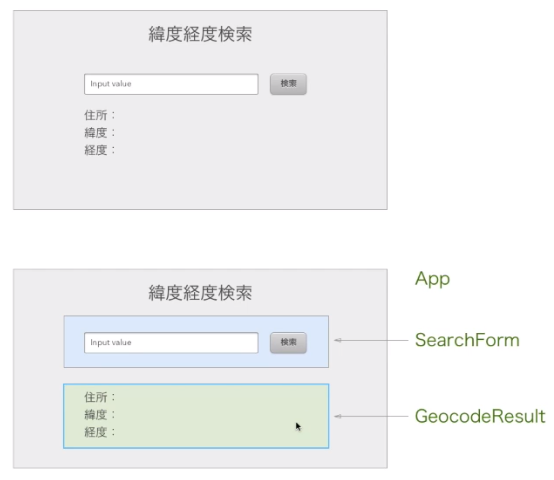 緯度経度検索
Input value
検索
住所：
緯度：
経度：
緯度経度検索
App
Input value
検索
SearchForm
住所：
緯度：
経度：
GeocodeResult